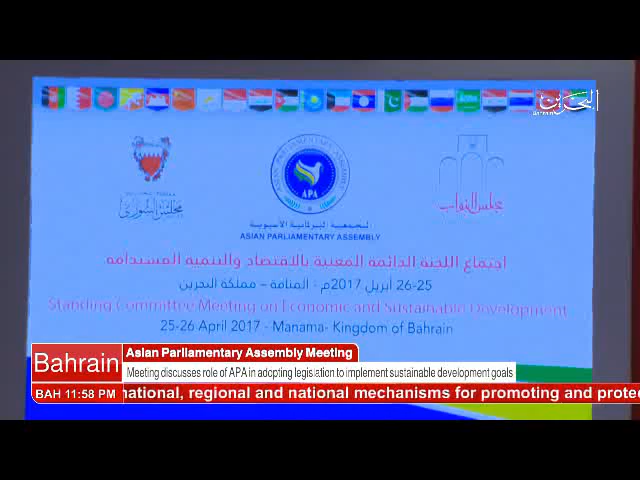 البحرين
BAHRAIN
مجلس الشورى
ASIAN PARLIAMENTARY ASSEMBLY
APA
مجلس النواب
الجمعية البرلمانية الآسيوية
ASIAN PARLIAMENTARY ASSEMBLY
اجتماع اللجنة الدائمة المعنية بالاقتصاد والتنمية المستدامة
25-26 أبريل 2017م - المنامة - مملكة البحرين
Standing Committee Meeting on Economic and Sustainable Development
25-26 April 2017 - Manama- Kingdom of Bahrain
Bahrain
Asian Parliamentary Assembly Meeting
Meeting discusses role of APA in adopting legislation to implement sustainable development goals
BAH 11:58 PM
national, regional and national mechanisms for promoting and prote